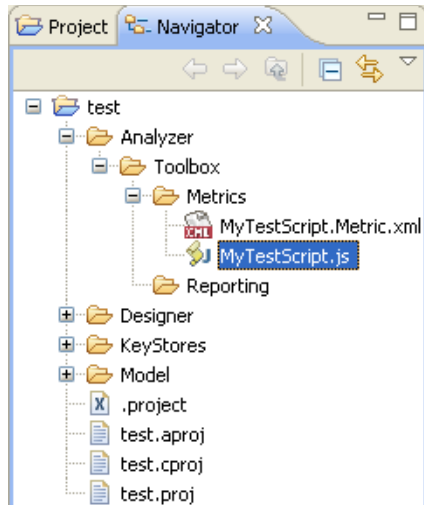 Project Navigator
test
Analyzer
Toolbox
Metrics
XML MyTestScript.Metric.xml
J MyTestScript.js
Reporting
Designer
KeyStores
Model
X .project
test.aproj
test.cproj
test.proj